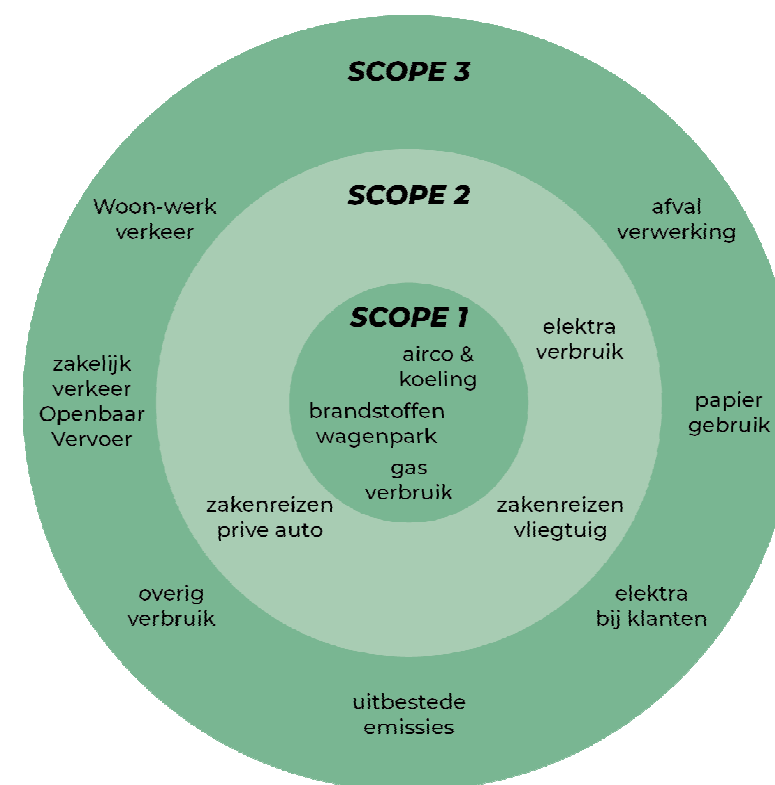 SCOPE 3
Woon-werk
verkeer
afval
verwerking
zakelijk
verkeer
Openbaar
Vervoer
papier
gebruik
overig
verbruik
elektra
bij klanten
uitbestede
emissies
SCOPE 2
elektra
verbruik
zakenreizen
prive auto
zakenreizen
vliegtuig
SCOPE 1
airco &
koeling
brandstoffen
wagenpark
gas
verbruik